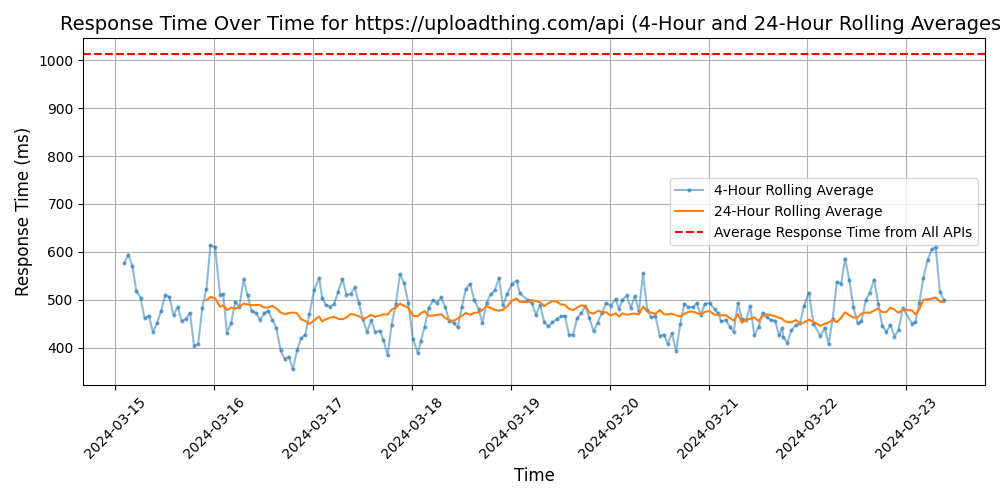 Response Time Over Time for https://uploadthing.com/api (4-Hour and 24-Hour Rolling Averages
Response Time (ms)
1000
900
800
700
600
500
400
4-Hour Rolling Average
24-Hour Rolling Average
Average Response Time from All APIs
2024-03-15
2024-03-16
2024-03-17
2024-03-18
2024-03-19
2024-03-20
2024-03-21
2024-03-22
2024-03-23
Time